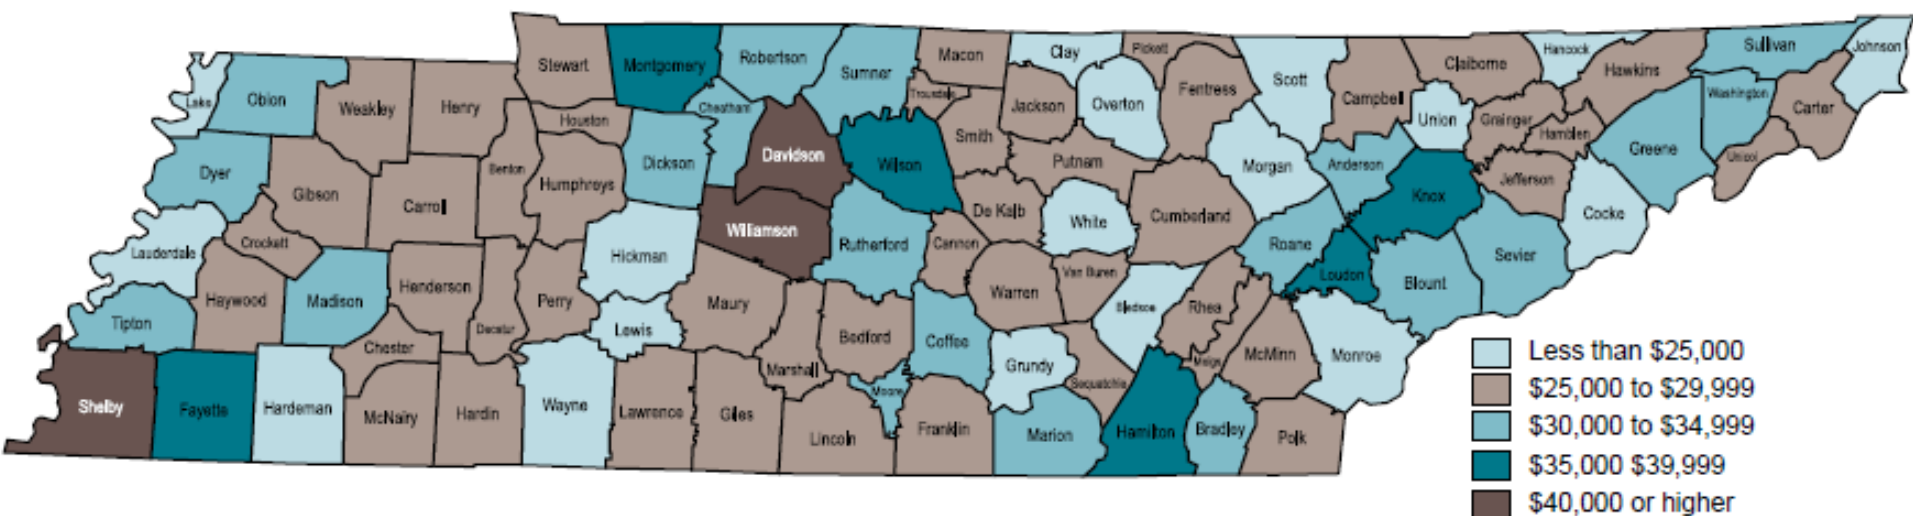 Stewart
Montgomery
Robertson
Sumner
Macon
Clay
Pickett
Scott
Claiborne
Hancock
Hawkins
Sullivan
Johnson
Lake
Obion
Weakley
Henry
Houston
Cheatham
Trousdale
Jackson
Overton
Fentress
Campbell
Union
Grainger
Hamblen
Washington
Carter
Unicoi
Greene
Dyer
Gibson
Carroll
Benton
Humphreys
Dickson
Davidson
Wilson
Smith
Putnam
Morgan
Anderson
Knox
Jefferson
Cocke
Lauderdale
Crockett
Haywood
Madison
Henderson
Decatur
Perry
Hickman
Williamson
Rutherford
Cannon
De Kalb
White
Cumberland
Roane
Loudon
Blount
Sevier
Tipton
Chester
Lewis
Maury
Marshall
Bedford
Coffee
Warren
Van Buren
Bledsoe
Rhea
Meigs
McMinn
Monroe
Shelby
Fayette
Hardeman
McNairy
Hardin
Wayne
Lawrence
Giles
Lincoln
Moore
Franklin
Grundy
Sequatchie
Marion
Hamilton
Bradley
Polk
Less than $25,000
$25,000 to $29,999
$30,000 to $34,999
$35,000 $39,999
$40,000 or higher